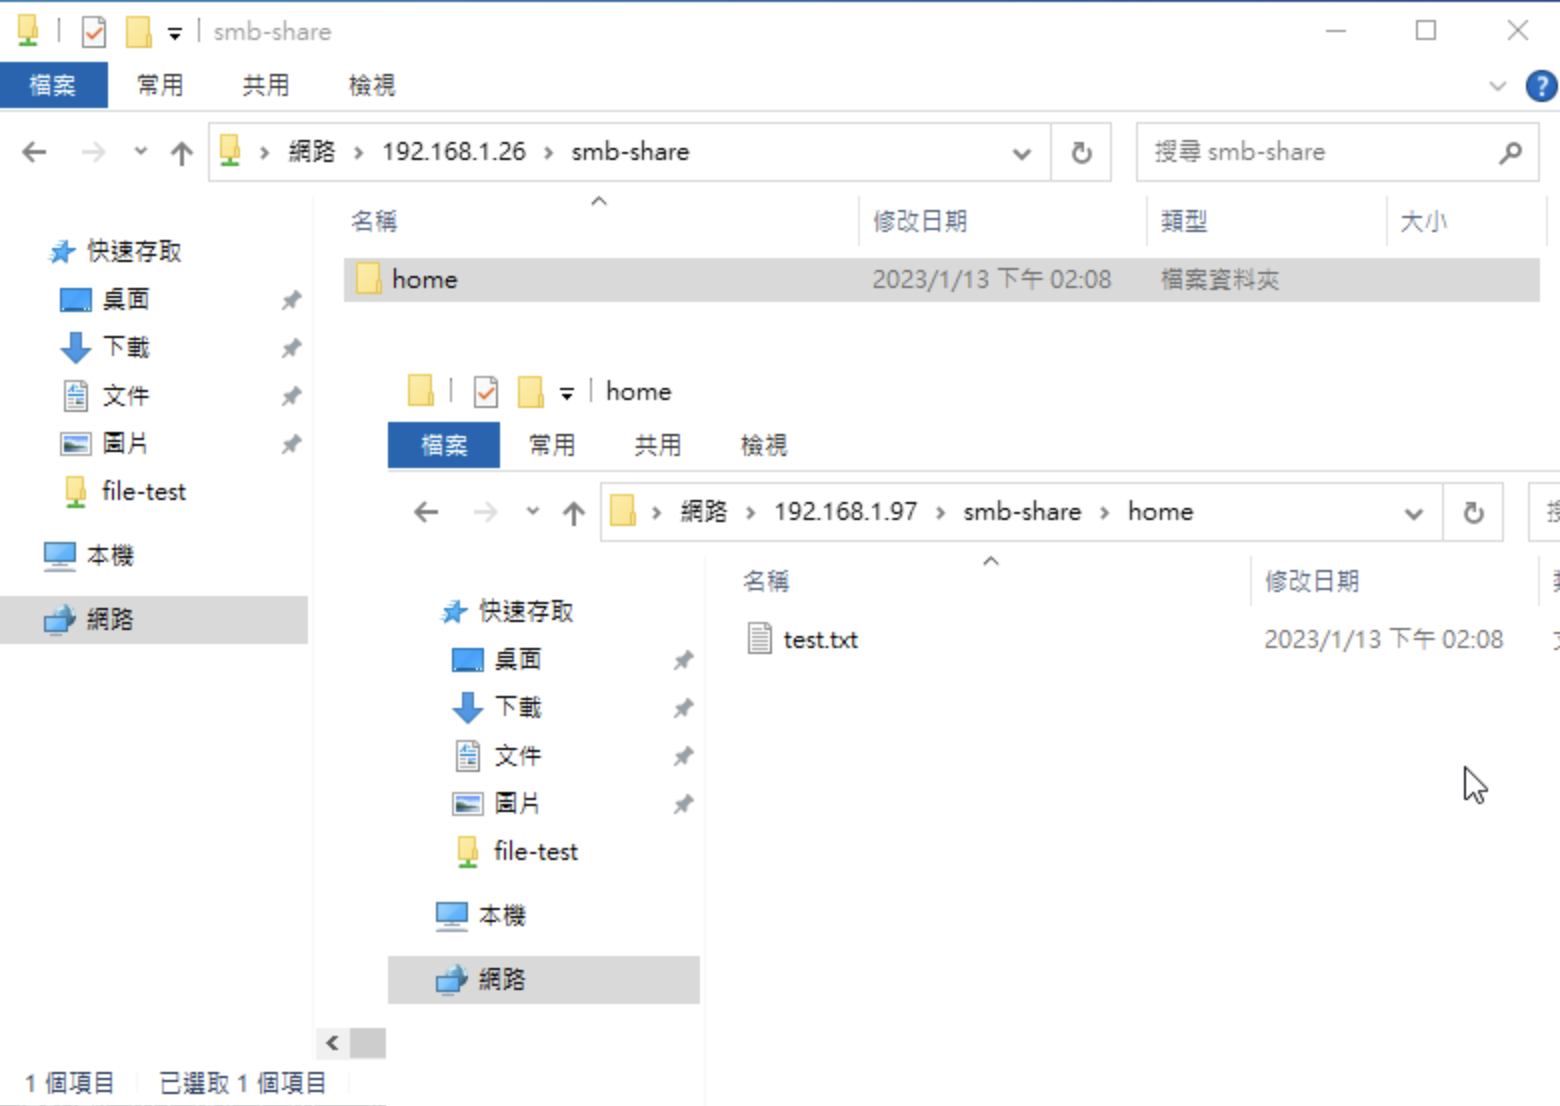 smb-share
檔案 常用 共用 檢視
網路 192.168.1.26 smb-share
搜尋 smb-share
名稱 修改日期 類型 大小
home 2023/1/13 下午 02:08 檔案資料夾
快速存取
桌面
下載
文件
圖片
file-test
本機
網路
1 個項目 已選取 1 個項目
home
檔案 常用 共用 檢視
網路 192.168.1.97 smb-share home
名稱 修改日期
test.txt 2023/1/13 下午 02:08
快速存取
桌面
下載
文件
圖片
file-test
本機
網路